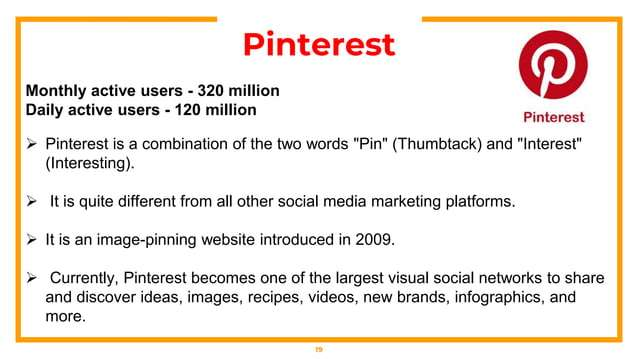 Pinterest
Pinterest
Monthly active users - 320 million
Daily active users - 120 million
➢ Pinterest is a combination of the two words "Pin" (Thumbtack) and "Interest"
(Interesting).
➢ It is quite different from all other social media marketing platforms.
➢ It is an image-pinning website introduced in 2009.
➢ Currently, Pinterest becomes one of the largest visual social networks to share
and discover ideas, images, recipes, videos, new brands, infographics, and
more.
19